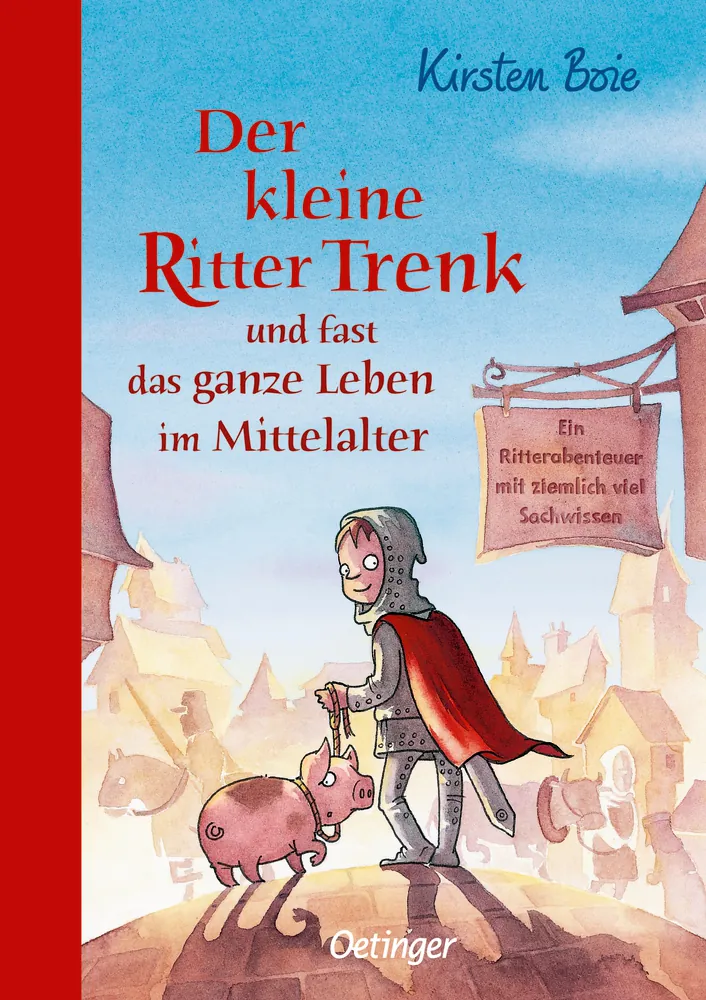 Kirsten Boie
Der
kleine
Ritter Trenk
und fast
das ganze Leben
im Mittelalter
Ein
Ritterabenteuer
mit ziemlich viel
Sachwissen
Oetinger